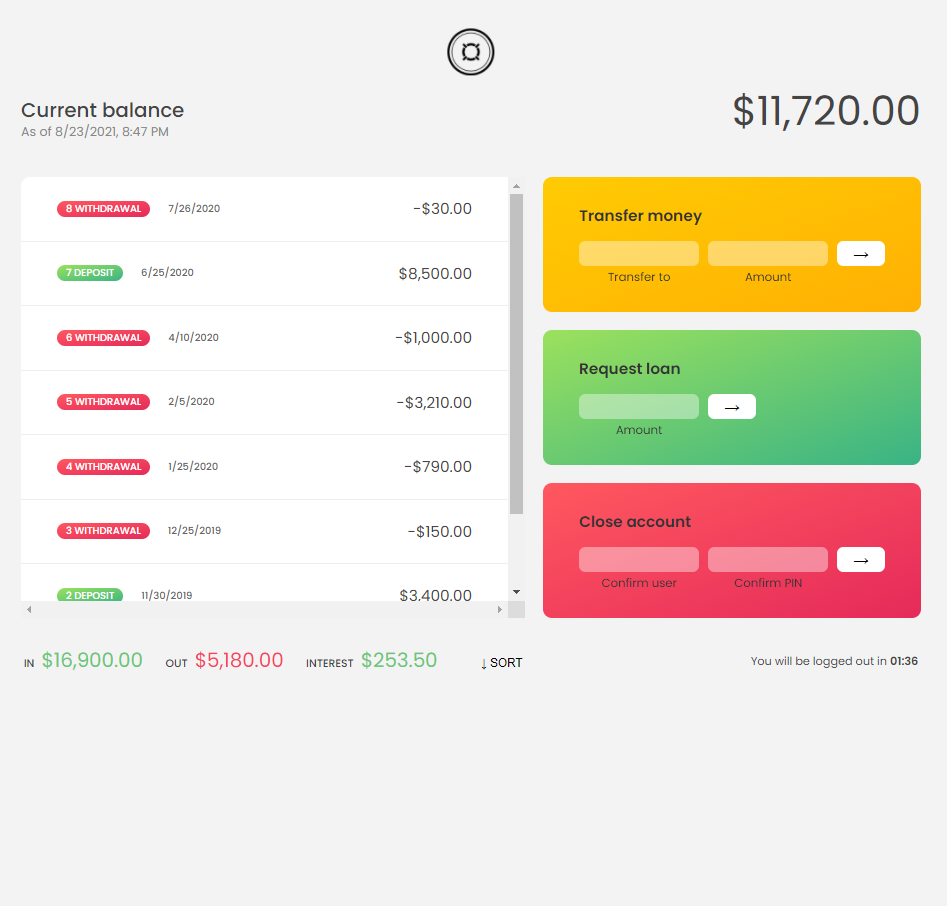 Current balance
As of 8/23/2021, 8:47 PM
$11,720.00
8 WITHDRAWAL 7/26/2020 -$30.00
7 DEPOSIT 6/25/2020 $8,500.00
6 WITHDRAWAL 4/10/2020 -$1,000.00
5 WITHDRAWAL 2/5/2020 -$3,210.00
4 WITHDRAWAL 1/25/2020 -$790.00
3 WITHDRAWAL 12/25/2019 -$150.00
2 DEPOSIT 11/30/2019 $3,400.00
Transfer money
→
Transfer to Amount
Request loan
→
Amount
Close account
→
Confirm user Confirm PIN
IN $16,900.00 OUT $5,180.00 INTEREST $253.50 ↓ SORT
You will be logged out in 01:36